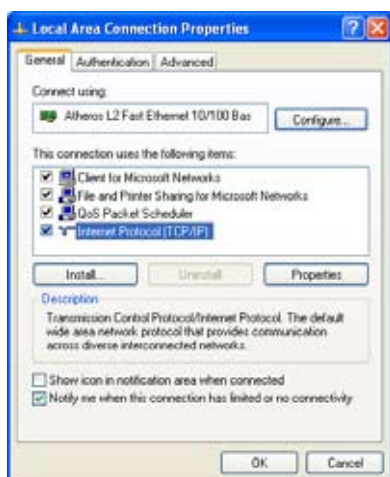 Local Area Connection Properties
General Authentication Advanced
Connect using:
Atheros L2 Fast Ethernet 10/100 Bas Configure...
This connection uses the following items:
Client for Microsoft Networks
File and Printer Sharing for Microsoft Networks
QoS Packet Scheduler
Internet Protocol (TCP/IP)
Install... Uninstall Properties
Description
Transmission Control Protocol/Internet Protocol. The default
wide area network protocol that provides communication
across diverse interconnected networks.
Show icon in notification area when connected
Notify me when this connection has limited or no connectivity
OK Cancel